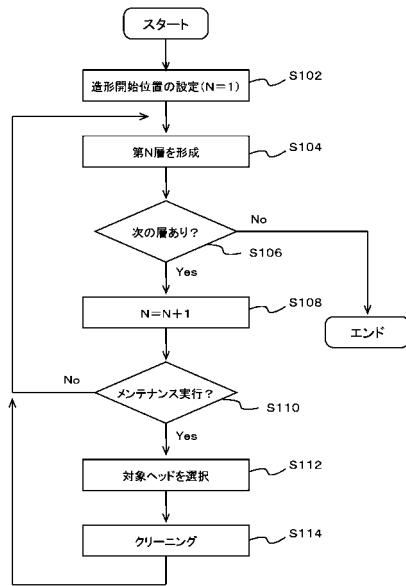 スタート
造形開始位置の設定(N=1)
S102
第N層を形成
S104
次の層あり?
No
S106
Yes
N=N+1
S108
エンド
No
メンテナンス実行?
S110
Yes
対象ヘッドを選択
S112
クリーニング
S114